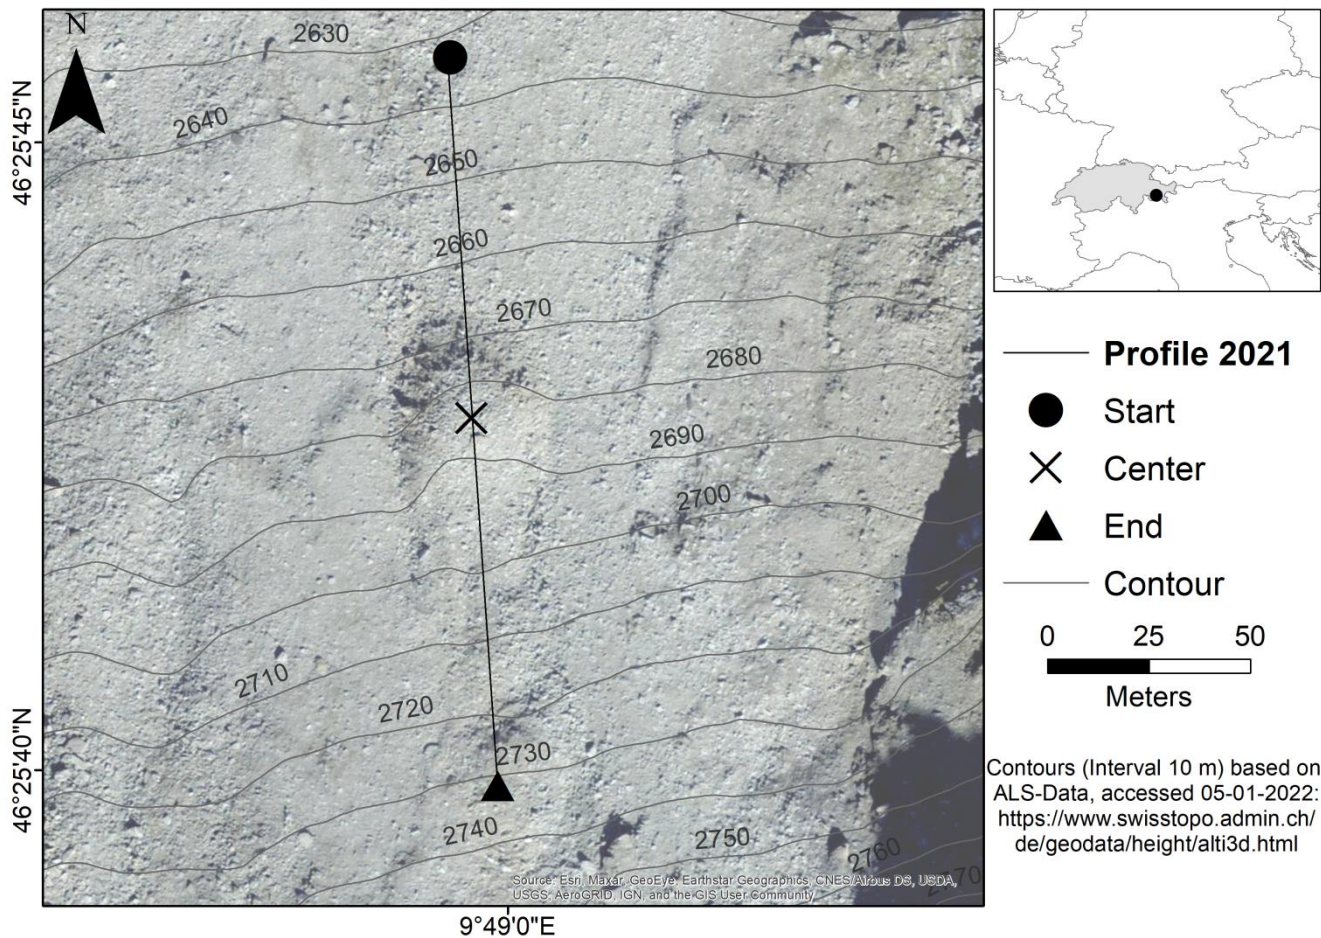 N
2630
2640
2650
2660
2670
2680
2690
2700
2710
2720
2730
2740
2750
2760
46°25'45"N
46°25'40"N
9°49'0"E
Source: Esri, Maxar, GeoEye, Earthstar Geographics, CNES/Airbus DS, USDA,
USGS, AeroGRID, IGN, and the GIS User Community
Profile 2021
Start
Center
End
Contour
0 25 50
Meters
Contours (Interval 10 m) based on
ALS-Data, accessed 05-01-2022:
https://www.swisstopo.admin.ch/
de/geodata/height/alti3d.html